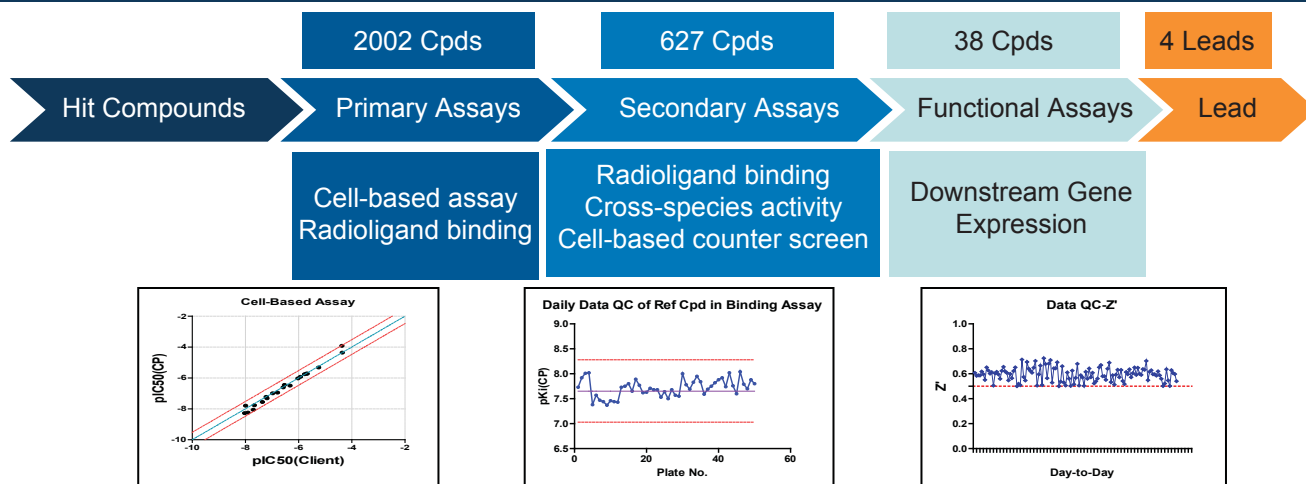 2002 Cpds
627 Cpds
38 Cpds
4 Leads
Hit Compounds
Primary Assays
Secondary Assays
Functional Assays
Lead
Cell-based assay
Radioligand binding
Radioligand binding
Cross-species activity
Cell-based counter screen
Downstream Gene
Expression
Cell-Based Assay
pIC50(CP)
-2
-4
-6
-8
-10
-10
-8
-6
-4
-2
pIC50(Client)
Daily Data QC of Ref Cpd in Binding Assay
pKi(CP)
9.0
8.5
8.0
7.5
7.0
6.5
0
20
40
60
Plate No.
Data QC-Z'
Z'
1.0
0.8
0.6
0.4
0.2
0.0
Day-to-Day